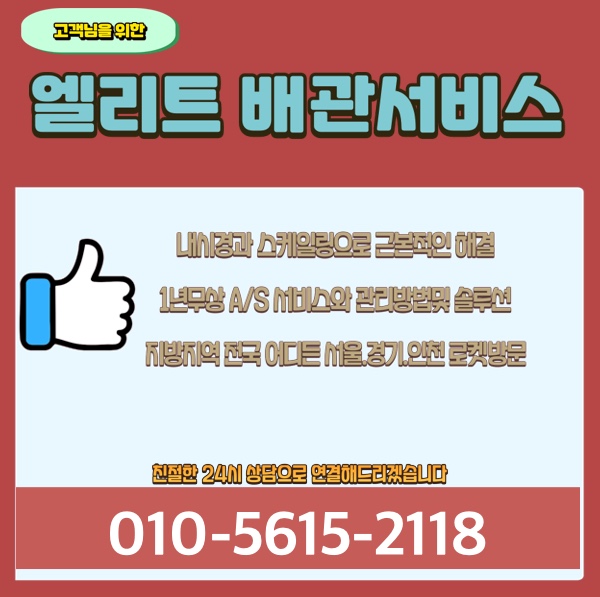 고객님을 위한
엘리트 배관서비스
내시경과 스케일링으로 근본적인 해결
1년무상 A/S 서비스와 관리방법및 솔루션
지방지역 전국 어디든 서울.경기.인천 로켓방문
친절한 24시 상담으로 연결해드리겠습니다
010-5615-2118